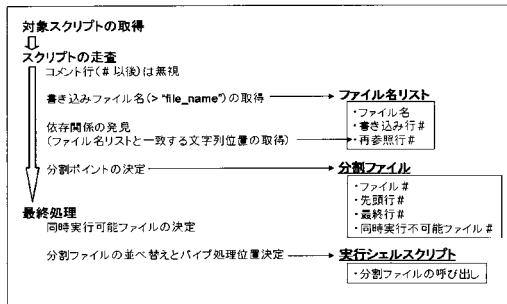 対象スクリプトの取得
スクリプトの走査
コメント行(# 以後)は無視
書き込みファイル名(> "file_name")の取得
ファイル名リスト
・ファイル名
・書き込み行#
・再参照行#
依存関係の発見
(ファイル名リストと一致する文字列位置の取得)
分割ポイントの決定
分割ファイル
・ファイル#
・先頭行#
・最終行#
・同時実行不可能ファイル#
最終処理
同時実行可能ファイルの決定
分割ファイルの並べ替えとパイプ処理位置決定
実行シェルスクリプト
・分割ファイルの呼び出し